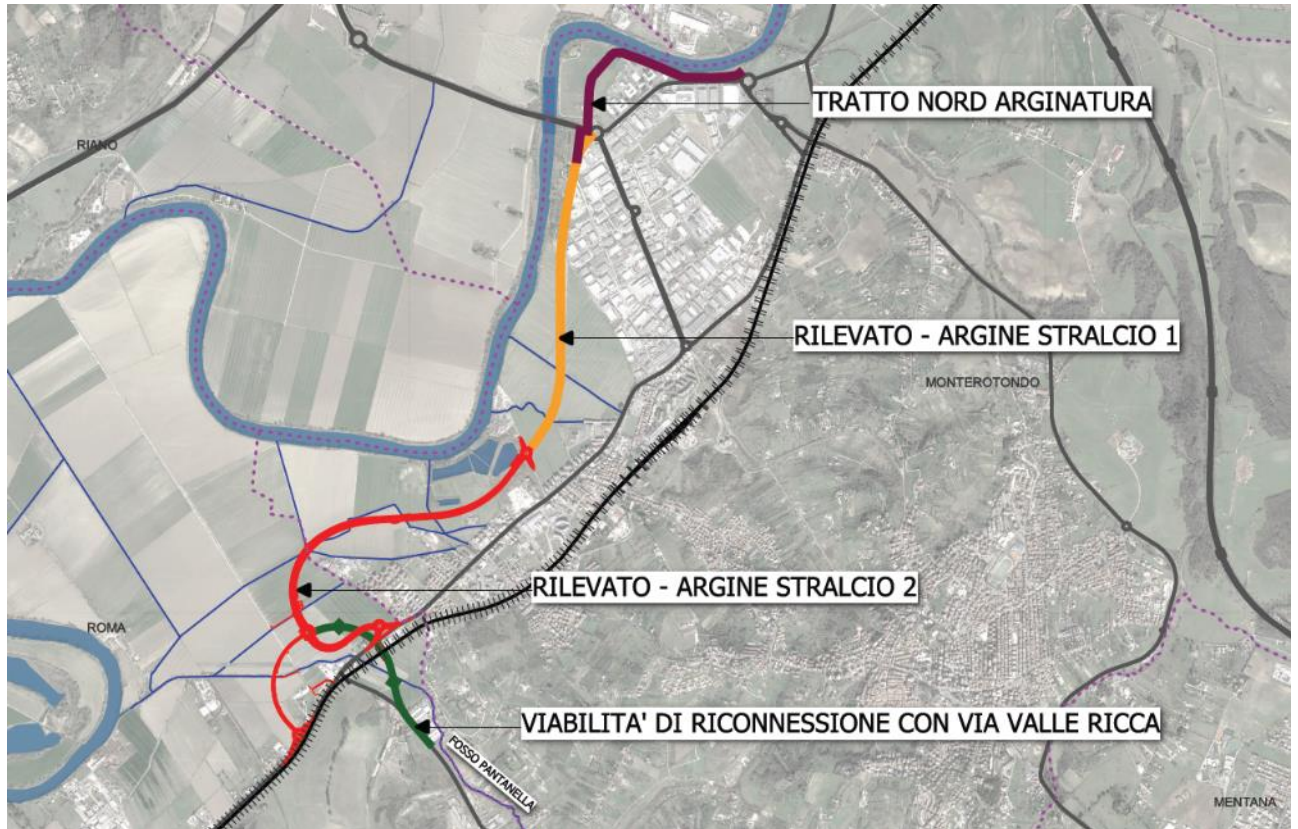 TRATTO NORD ARGINATURA
RIANO
RILEVATO - ARGINE STRALCIO 1
MONTEROTONDO
RILEVATO - ARGINE STRALCIO 2
ROMA
VIABILITA' DI RICONNESSIONE CON VIA VALLE RICCA
FOSSO PANTANELLA
MENTANA